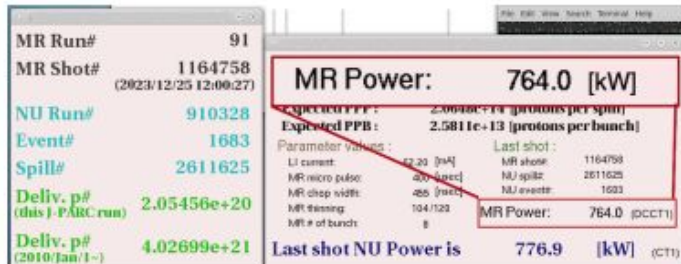 File Edit View Search Terminal Help
MR Run# 91
MR Shot# 1164758
(2023/12/25 12:00:27)
NU Run# 910328
Event# 1683
Spill# 2611625
Deliv. p# 2.05456e+20
(this J-PARC run)
Deliv. p# 4.02699e+21
(2010/Jan/1~)
MR Power: 764.0 [kW]
Expected PPP : 2.0648e+14 [protons per spill]
Expected PPB : 2.5811e+13 [protons per bunch]
Parameter values :
LI current: 62.20 [mA]
MR micro pulse: 400 [usec]
MR chop width: 455 [nsec]
MR thinning: 104/120
MR # of bunch: 8
Last shot :
MR shot#: 1164758
NU spill#: 2611625
NU event#: 1683
MR Power: 764.0 (DCCT1)
Last shot NU Power is 776.9 [kW] (CT1)